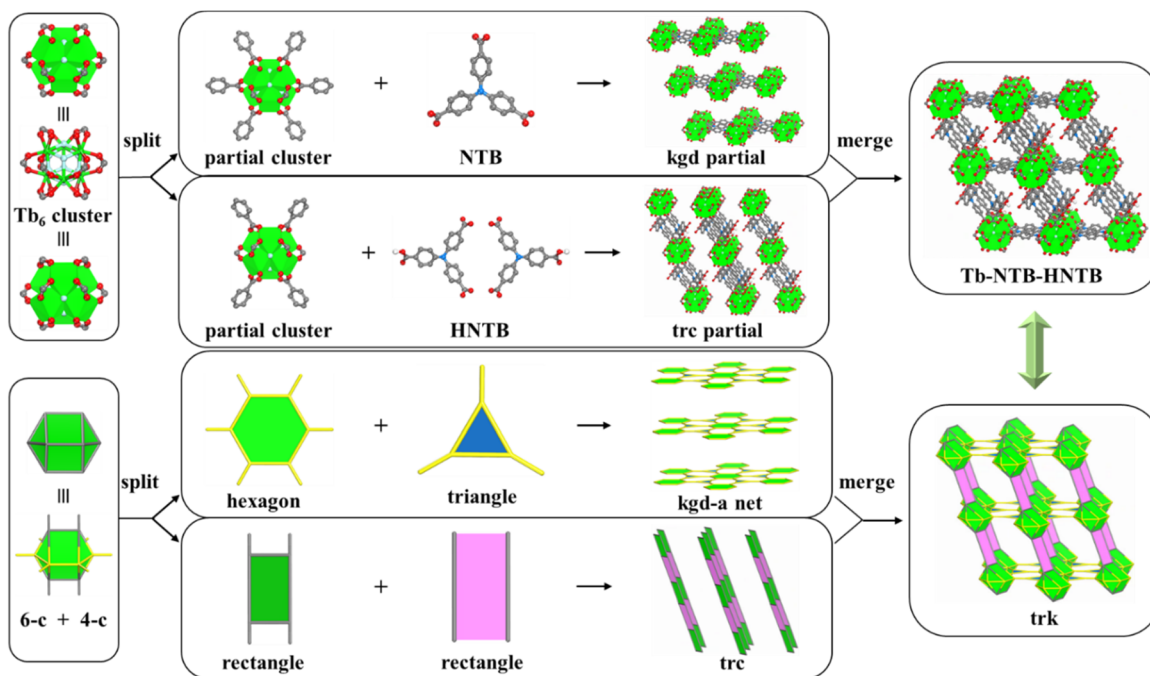 Tb6 cluster
split
partial cluster
+
NTB
kgd partial
partial cluster
+
HNTB
trc partial
merge
Tb-NTB-HNTB
6-c + 4-c
split
hexagon
+
triangle
kgd-a net
rectangle
+
rectangle
trc
merge
trk